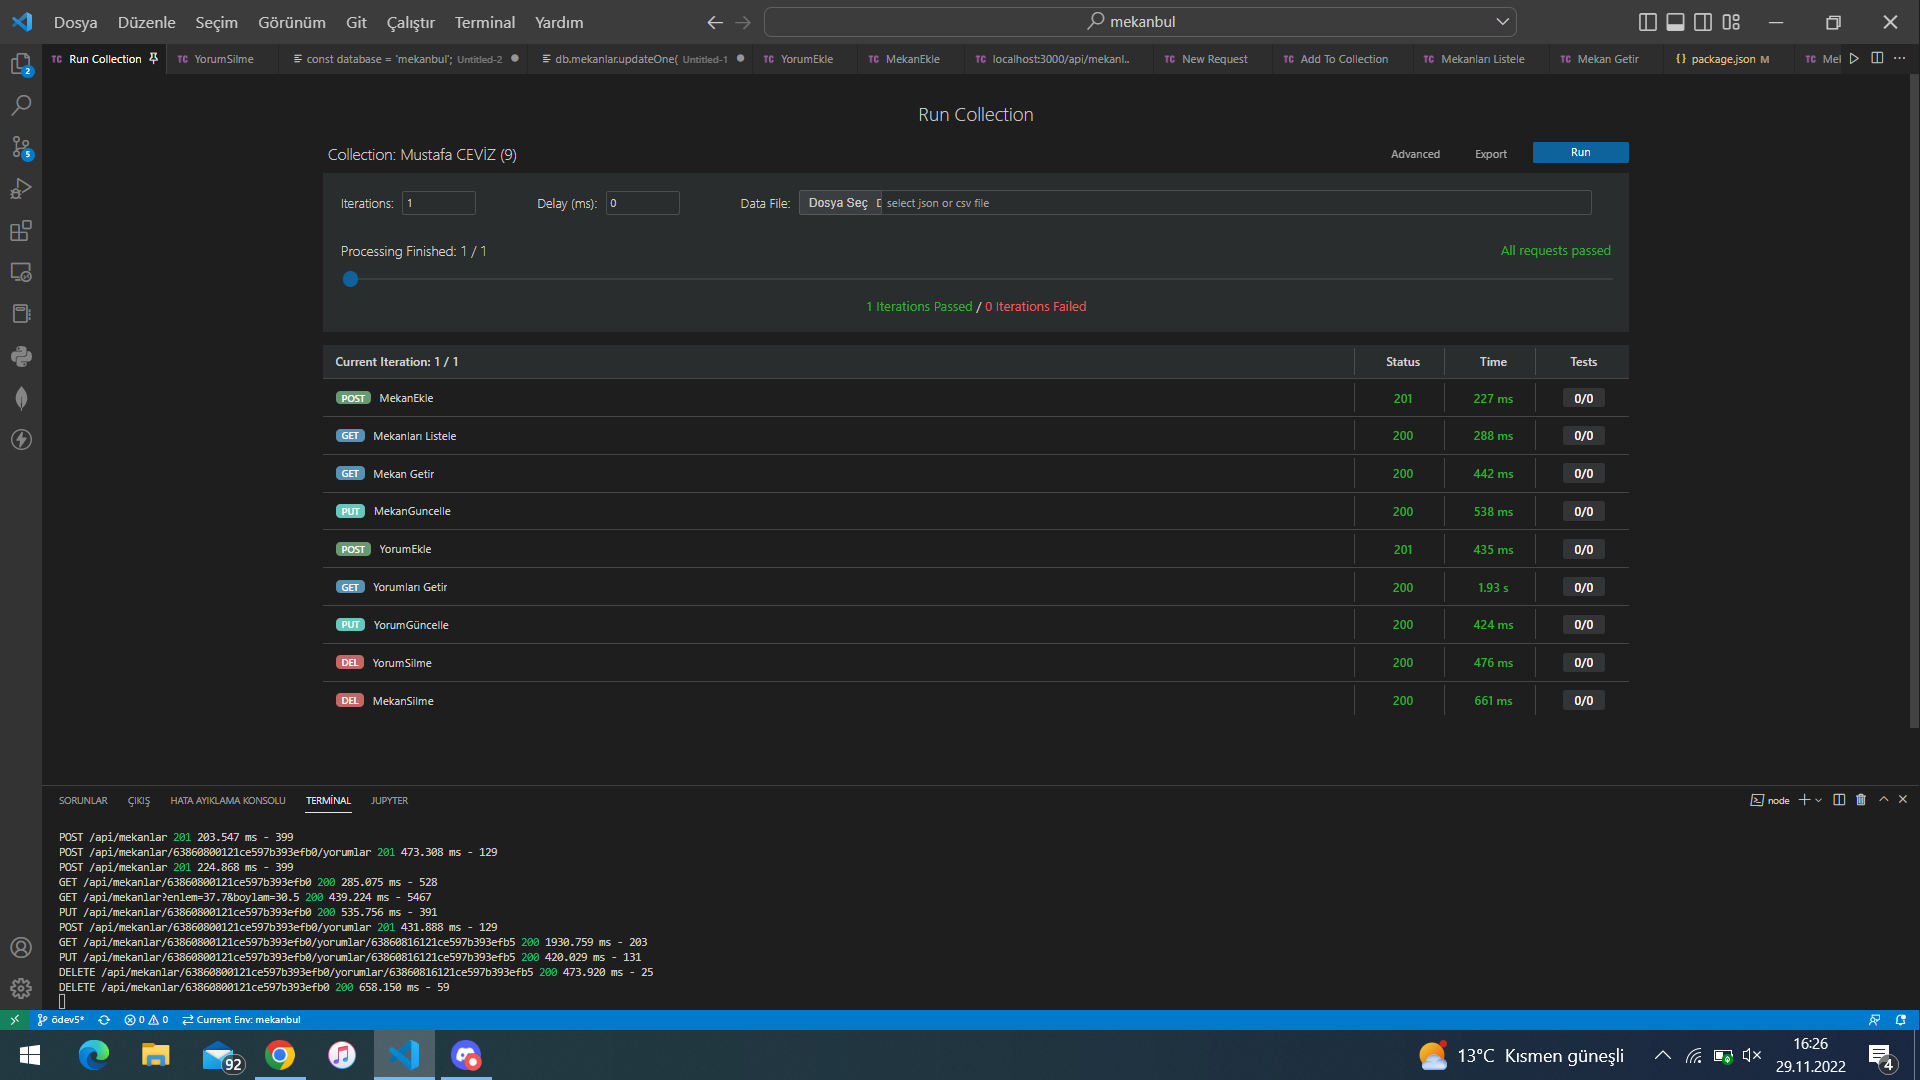 Dosya Düzenle Seçim Görünüm Git Çalıştır Terminal Yardım mekanbul
TC Run Collection TC YorumSilme const database = 'mekanbul'; Untitled-2 db.mekanlar.updateOne( Untitled-1 TC YorumEkle TC MekanEkle TC localhost:3000/api/mekanl.. TC New Request TC Add To Collection TC Mekanları Listele TC Mekan Getir {} package.json M TC Mel
Run Collection
Collection: Mustafa CEVİZ (9) Advanced Export Run
Iterations: 1 Delay (ms): 0 Data File: Dosya Seç select json or csv file
Processing Finished: 1 / 1 All requests passed
1 Iterations Passed / 0 Iterations Failed
Current Iteration: 1 / 1 Status Time Tests
POST MekanEkle 201 227 ms 0/0
GET Mekanları Listele 200 288 ms 0/0
GET Mekan Getir 200 442 ms 0/0
PUT MekanGuncelle 200 538 ms 0/0
POST YorumEkle 201 435 ms 0/0
GET Yorumları Getir 200 1.93 s 0/0
PUT YorumGüncelle 200 424 ms 0/0
DEL YorumSilme 200 476 ms 0/0
DEL MekanSilme 200 661 ms 0/0
SORUNLAR ÇIKIŞ HATA AYIKLAMA KONSOLU TERMİNAL JUPYTER node
POST /api/mekanlar 201 203.547 ms - 399
POST /api/mekanlar/63860800121ce597b393efb0/yorumlar 201 473.308 ms - 129
POST /api/mekanlar 201 224.868 ms - 399
GET /api/mekanlar/63860800121ce597b393efb0 200 285.075 ms - 528
GET /api/mekanlar?enlem=37.7&boylam=30.5 200 439.224 ms - 5467
PUT /api/mekanlar/63860800121ce597b393efb0 200 535.756 ms - 391
POST /api/mekanlar/63860800121ce597b393efb0/yorumlar 201 431.888 ms - 129
GET /api/mekanlar/63860800121ce597b393efb0/yorumlar/63860816121ce597b393efb5 200 1930.759 ms - 203
PUT /api/mekanlar/63860800121ce597b393efb0/yorumlar/63860816121ce597b393efb5 200 420.029 ms - 131
DELETE /api/mekanlar/63860800121ce597b393efb0/yorumlar/63860816121ce597b393efb5 200 473.920 ms - 25
DELETE /api/mekanlar/63860800121ce597b393efb0 200 658.150 ms - 59
ödev5* 0 0 Current Env: mekanbul
92 13°C Kısmen güneşli 16:26
29.11.2022 4